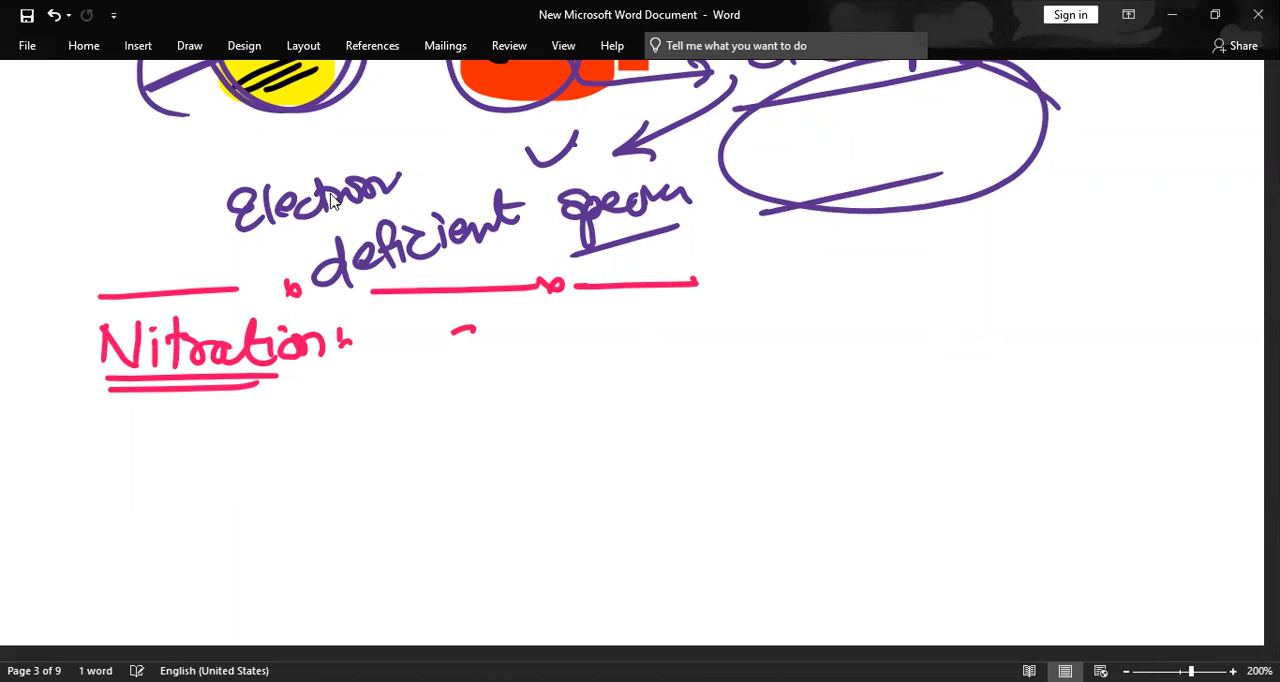 New Microsoft Word Document - Word
Sign in
File Home Insert Draw Design Layout References Mailings Review View Help Tell me what you want to do Share
Electron
deficient
Nitration:
Page 3 of 9 1 word English (United States) 200%